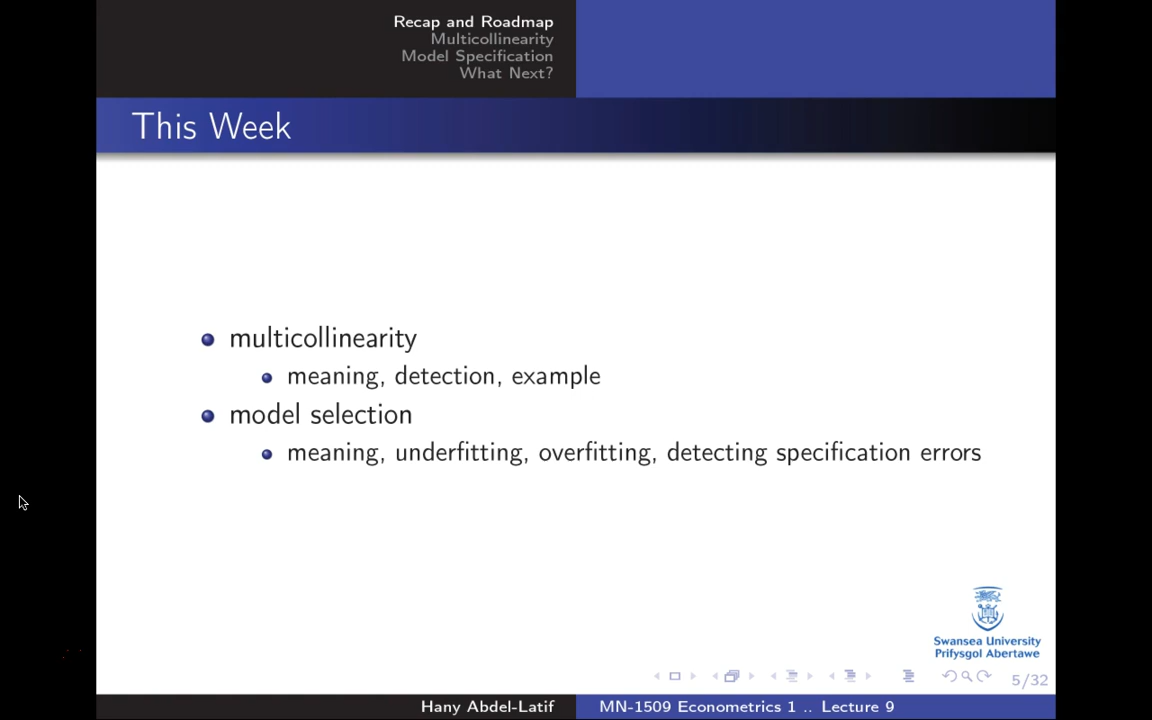 Recap and Roadmap
Multicollinearity
Model Specification
What Next?
This Week
multicollinearity
meaning, detection, example
model selection
meaning, underfitting, overfitting, detecting specification errors
Swansea University
Prifysgol Abertawe
5/32
Hany Abdel-Latif
MN-1509 Econometrics 1 .. Lecture 9